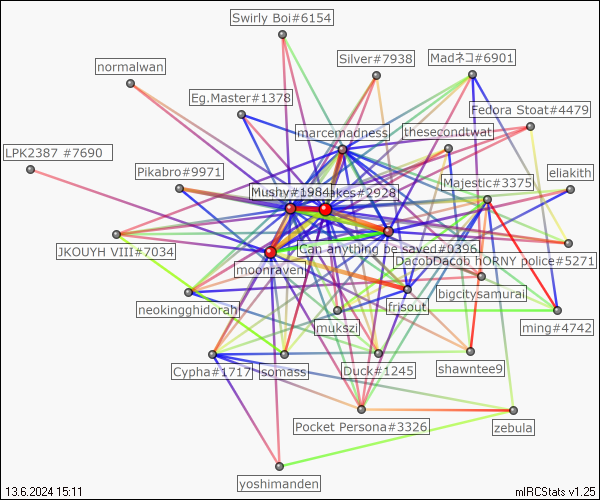 Swirly Boi#6154
Silver#7938
Madネコ#6901
normalwan
Eg.Master#1378
Fedora Stoat#4479
marcemadness
thesecondtwat
LPK2387 #7690
Pikabro#9971
Mushy#1984
akes#2928
Majestic#3375
eliakith
JKOUYH VIII#7034
Can anything be saved#0396
DacobDacob hORNY police#5271
moonraven
bigcitysamurai
neokingghidorah
frisout
mukszi
ming#4742
Cypha#1717
somass
Duck#1245
shawntee9
Pocket Persona#3326
zebula
yoshimanden
13.6.2024 15:11
mIRCStats v1.25